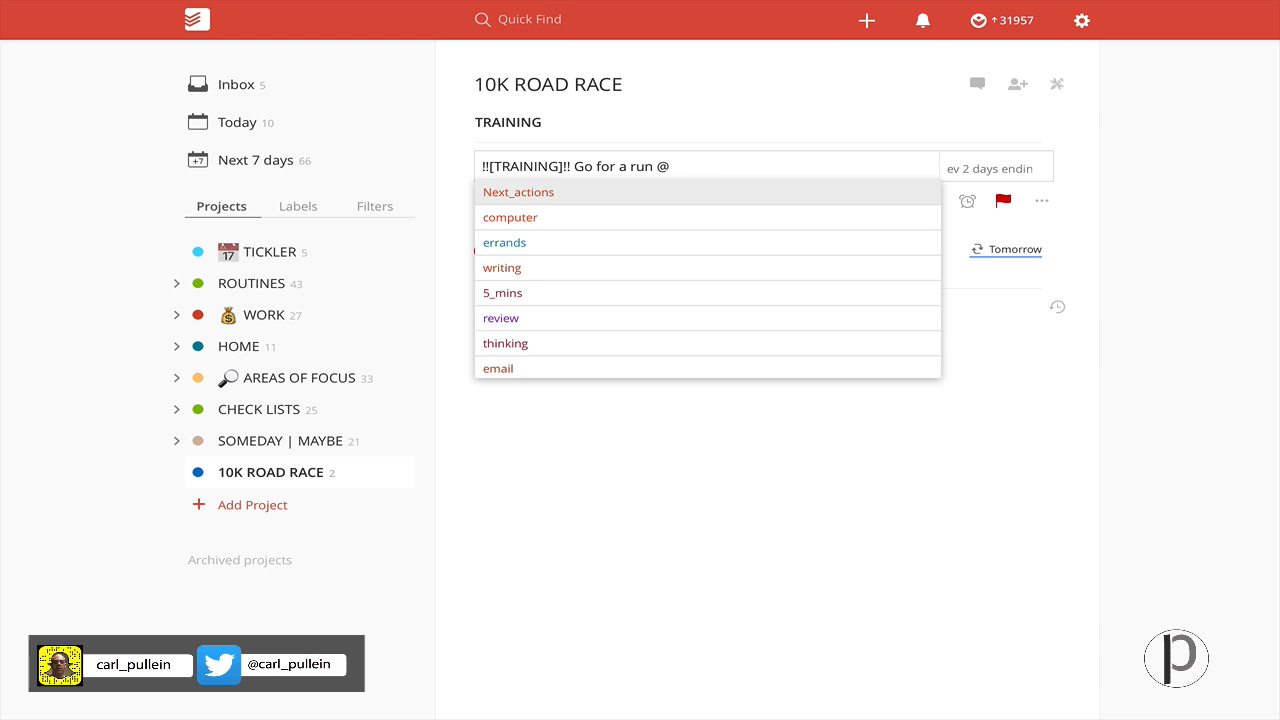 Quick Find
31957
Inbox 5
Today 10
Next 7 days 66
Projects Labels Filters
17 TICKLER 5
ROUTINES 43
WORK 27
HOME 11
AREAS OF FOCUS 33
CHECK LISTS 25
SOMEDAY | MAYBE 21
10K ROAD RACE 2
+ Add Project
Archived projects
10K ROAD RACE
TRAINING
!![TRAINING]!! Go for a run @
ev 2 days endin
Next_actions
computer
errands
writing
5_mins
review
thinking
email
Tomorrow
+7
carl_pullein
@carl_pullein
p